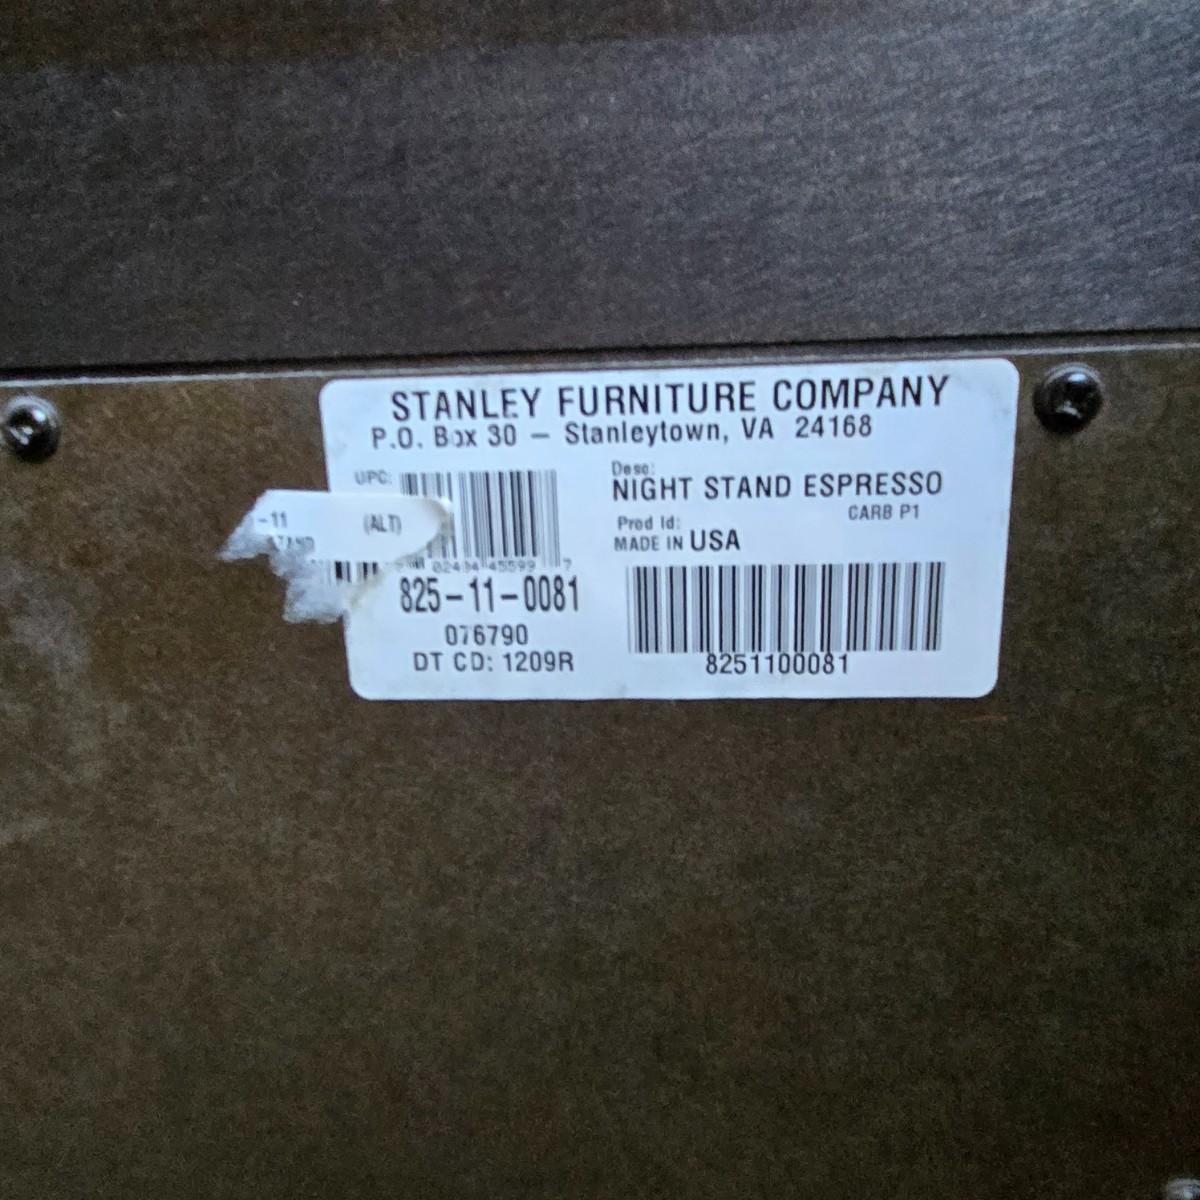 STANLEY FURNITURE COMPANY
P.O. Box 30 – Stanleytown, VA 24168
UPC:
Desc:
NIGHT STAND ESPRESSO
CARB P1
-11 (ALT)
STAND
Prod Id:
MADE IN USA
825-11-0081
076790
DT CD: 1209R
8251100081